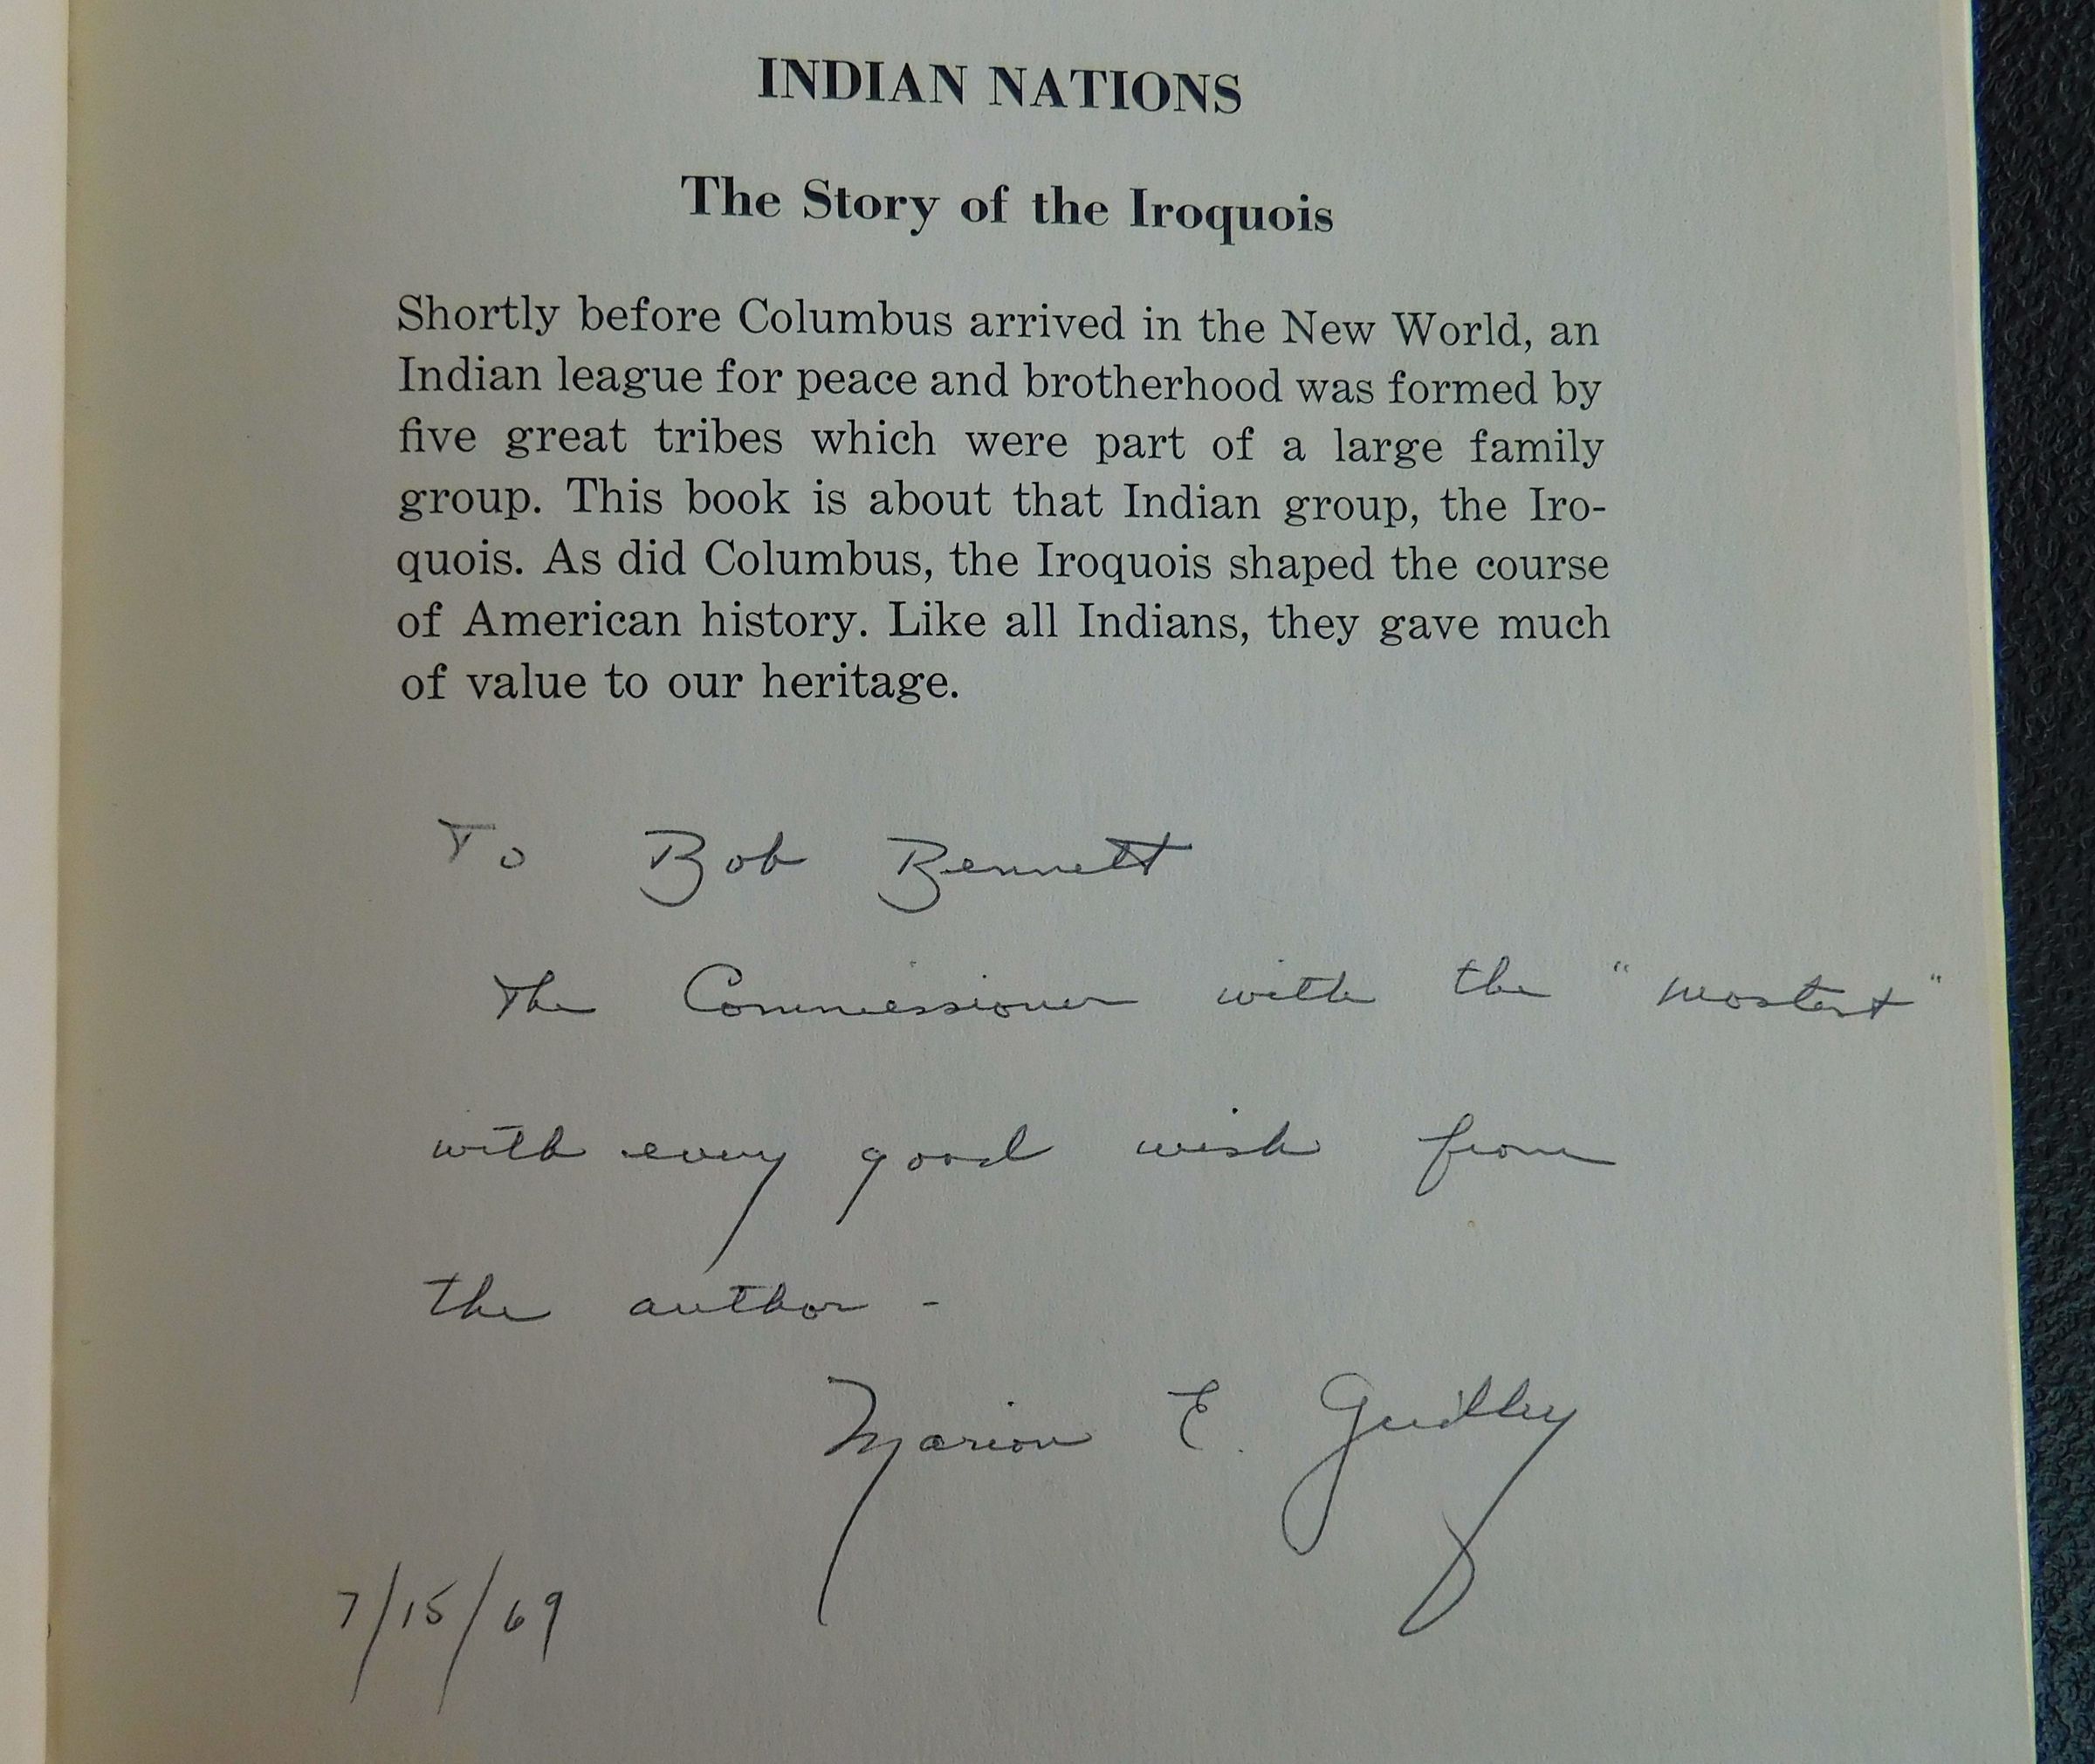 INDIAN NATIONS
The Story of the Iroquois
Shortly before Columbus arrived in the New World, an
Indian league for peace and brotherhood was formed by
five great tribes which were part of a large family
group. This book is about that Indian group, the Iro-
quois. As did Columbus, the Iroquois shaped the course
of American history. Like all Indians, they gave much
of value to our heritage.
To Bob Bennett
The Commissioner with the "mostest"
with every good wish from
the author -
Marion E. Gridley
7/15/69